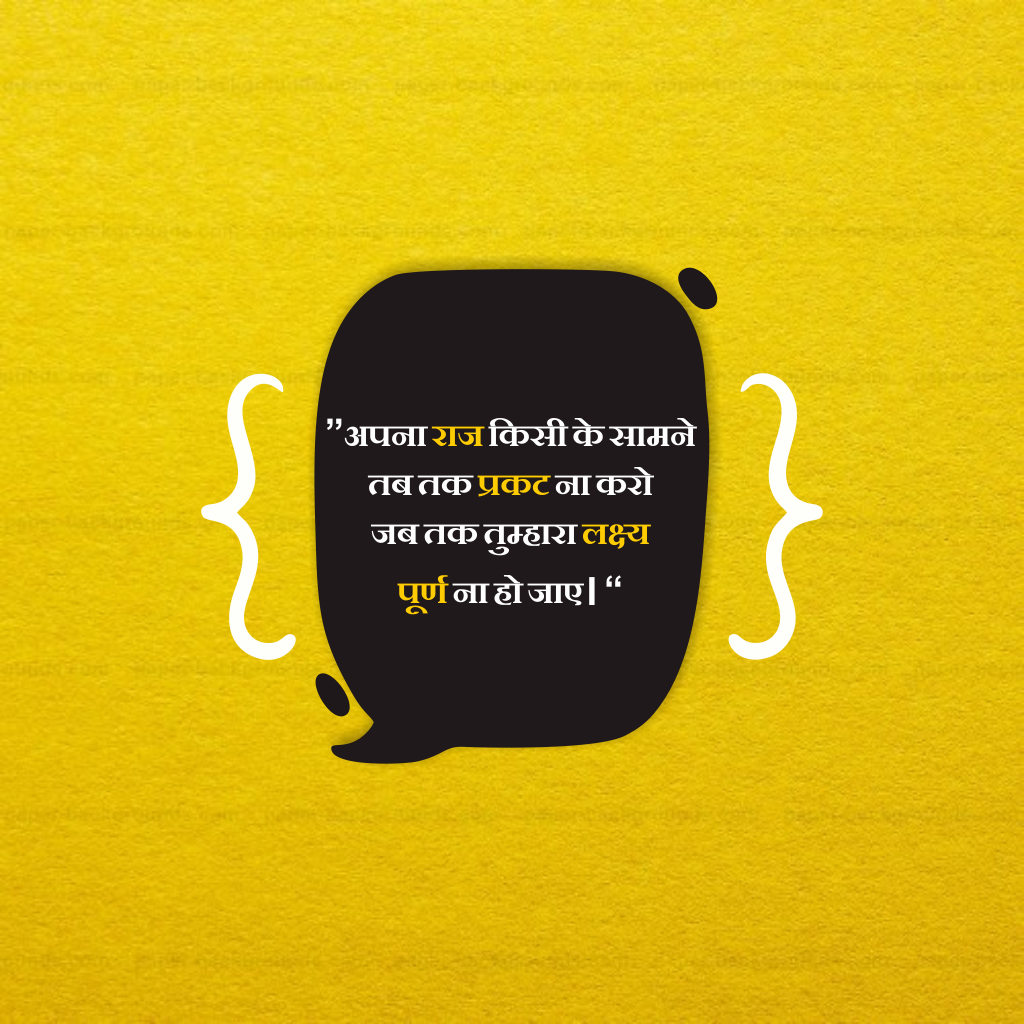 ”अपना राज किसी के सामने
तब तक प्रकट ना करो
जब तक तुम्हारा लक्ष्य
पूर्ण ना हो जाए| “